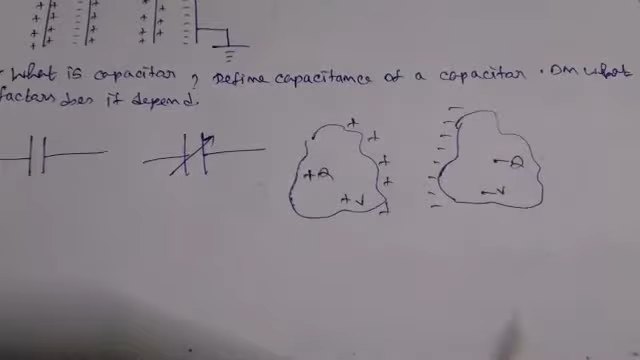 What is capacitor, Define capacitance of a capacitor. On what
factors does it depend.
+Q
+V
-Q
-V